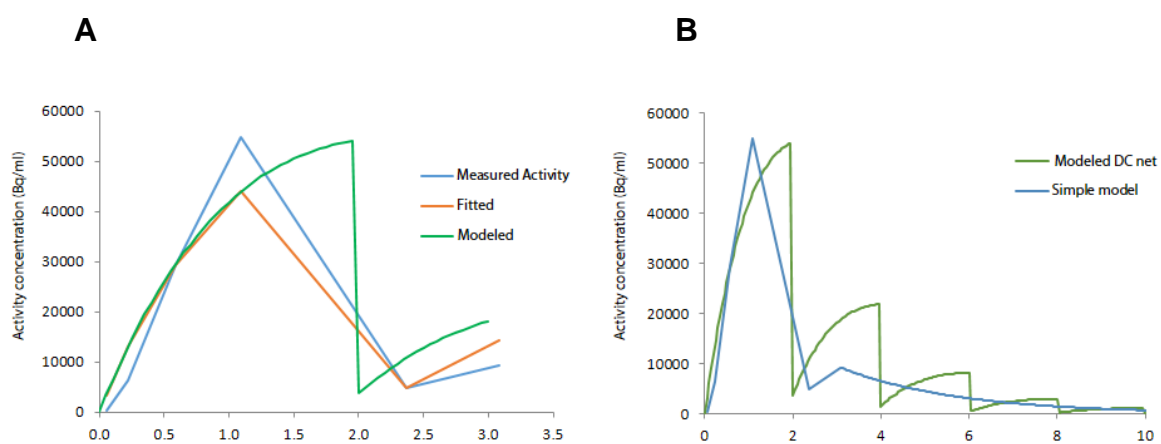 A
B
Activity concentration (Bq/ml)
60000
50000
40000
30000
20000
10000
0
0.0 0.5 1.0 1.5 2.0 2.5 3.0 3.5
Measured Activity
Fitted
Modeled
Activity concentration (Bq/ml)
60000
50000
40000
30000
20000
10000
0
0 2 4 6 8 10
Modeled DC net
Simple model